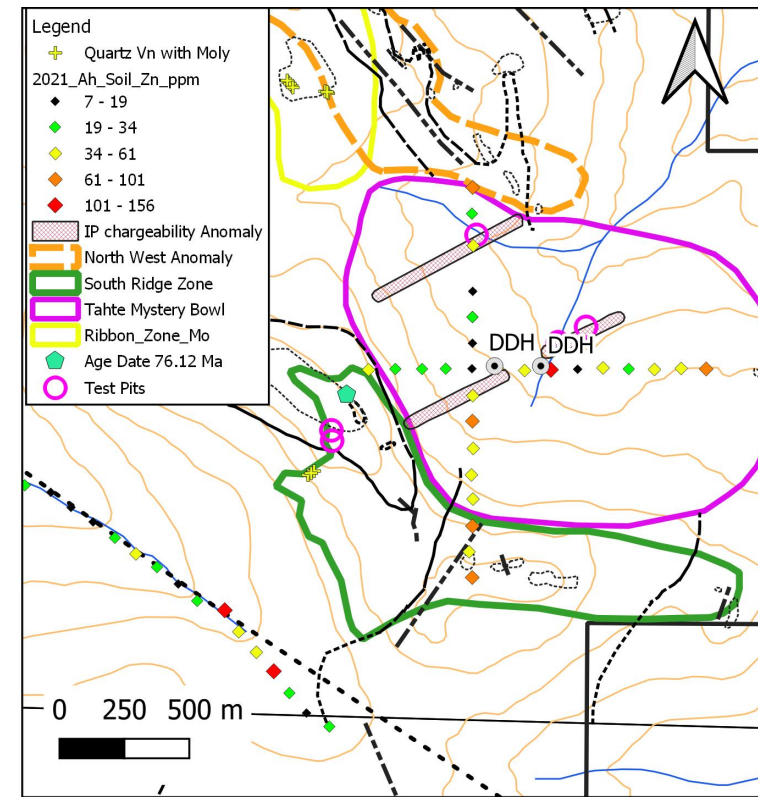 Legend
Quartz Vn with Moly
2021_Ah_Soil_Zn_ppm
7 - 19
19 - 34
34 - 61
61 - 101
101 - 156
IP chargeability Anomaly
North West Anomaly
South Ridge Zone
Tahte Mystery Bowl
Ribbon_Zone_Mo
Age Date 76.12 Ma
Test Pits
DDH DDH
0 250 500 m